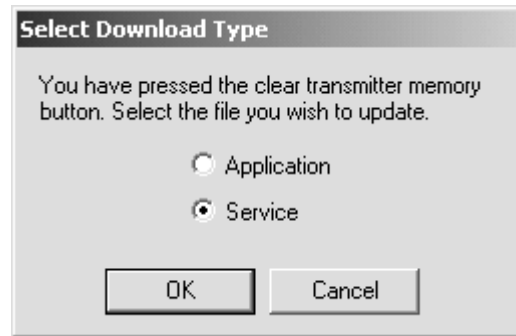 Select Download Type
You have pressed the clear transmitter memory
button. Select the file you wish to update.
Application
Service
OK Cancel